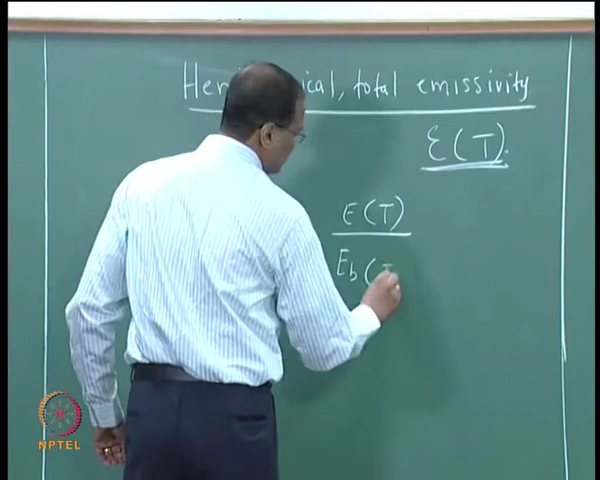 total emissivity
ε(T).
E(T)
Eb(
NPTEL